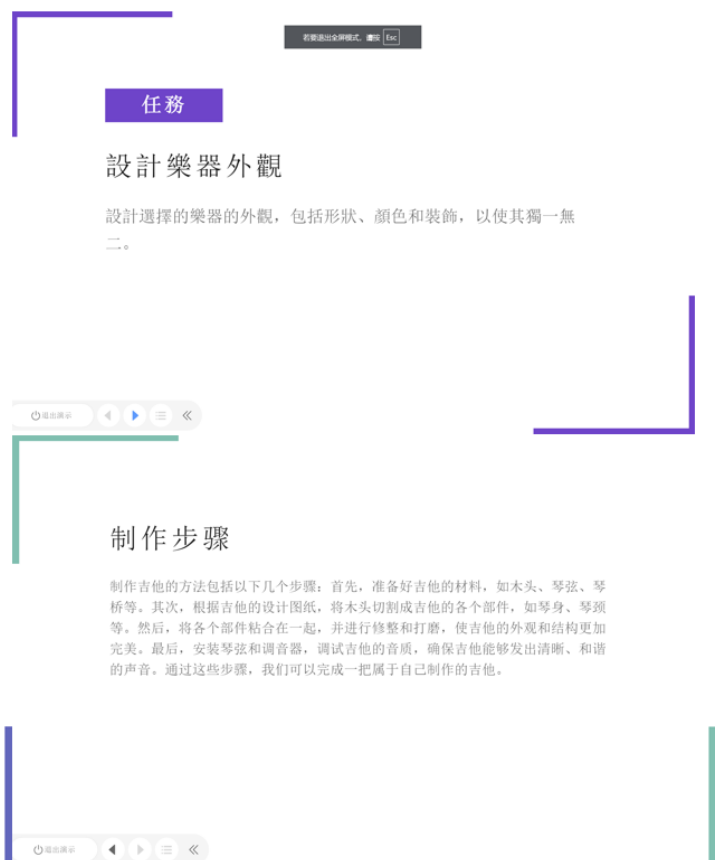 若要退出全屏模式，請按 Esc
任務
設計樂器外觀
設計選擇的樂器的外觀，包括形狀、顏色和裝飾，以使其獨一無
二。
退出演示
制作步骤
制作吉他的方法包括以下几个步骤：首先，准备好吉他的材料，如木头、琴弦、琴
桥等。其次，根据吉他的设计图纸，将木头切割成吉他的各个部件，如琴身、琴颈
等。然后，将各个部件粘合在一起，并进行修整和打磨，使吉他的外观和结构更加
完美。最后，安装琴弦和调音器，调试吉他的音质，确保吉他能够发出清晰、和谐
的声音。通过这些步骤，我们可以完成一把属于自己制作的吉他。
退出演示